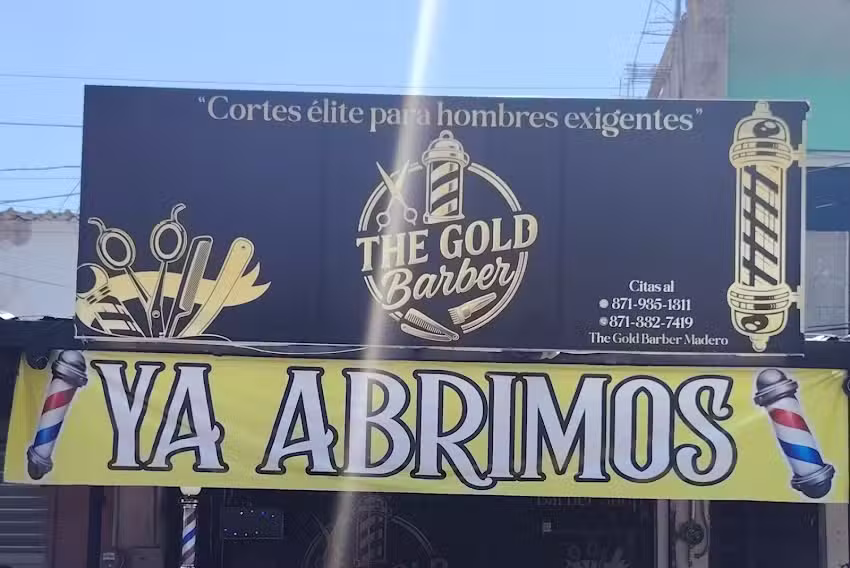 “Cortes élite para hombres exigentes”
THE GOLD
Barber
Citas al
871-985-1311
871-332-7419
The Gold Barber Madero
YA ABRIMOS